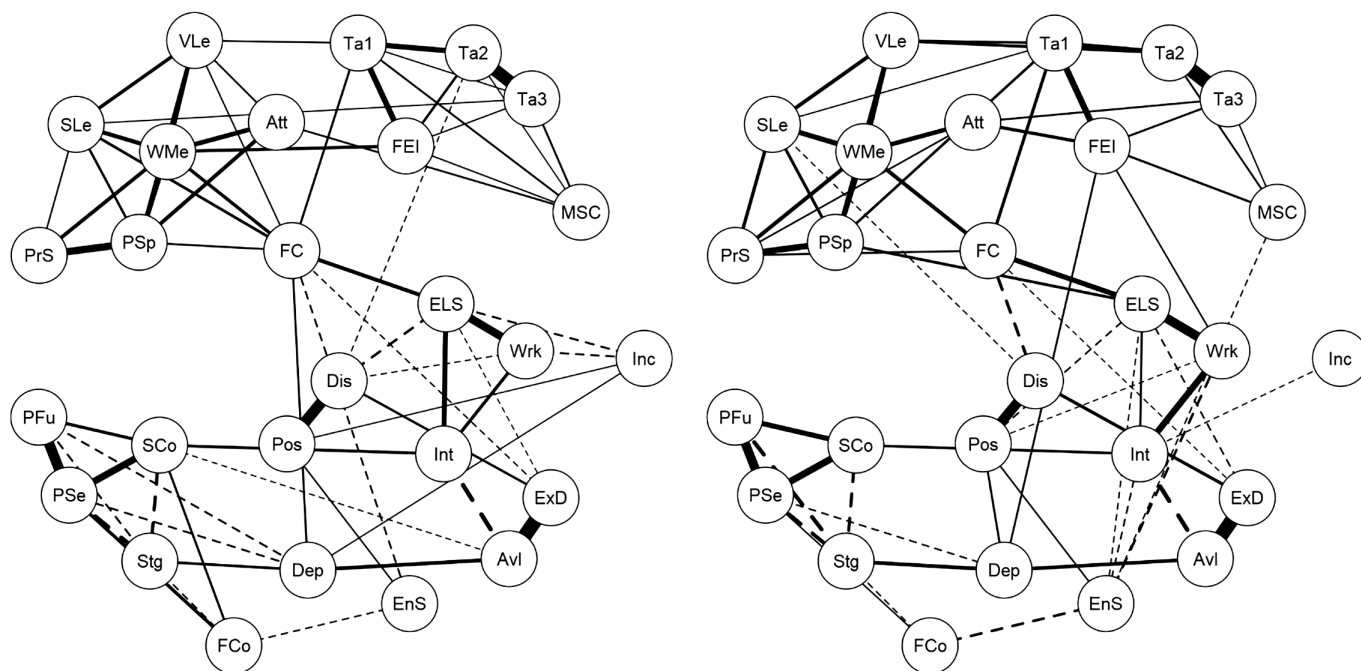 VLe
Ta1
Ta2
Ta3
SLe
Att
WMe
FEI
MSC
PrS
PSp
FC
ELS
Wrk
Inc
Dis
PFu
SCo
Pos
Int
PSe
ExD
Stg
Dep
Avl
EnS
FCo
VLe
Ta1
Ta2
Ta3
SLe
Att
WMe
FEI
MSC
PrS
PSp
FC
ELS
Wrk
Inc
Dis
PFu
SCo
Pos
Int
PSe
ExD
Stg
Dep
Avl
EnS
FCo